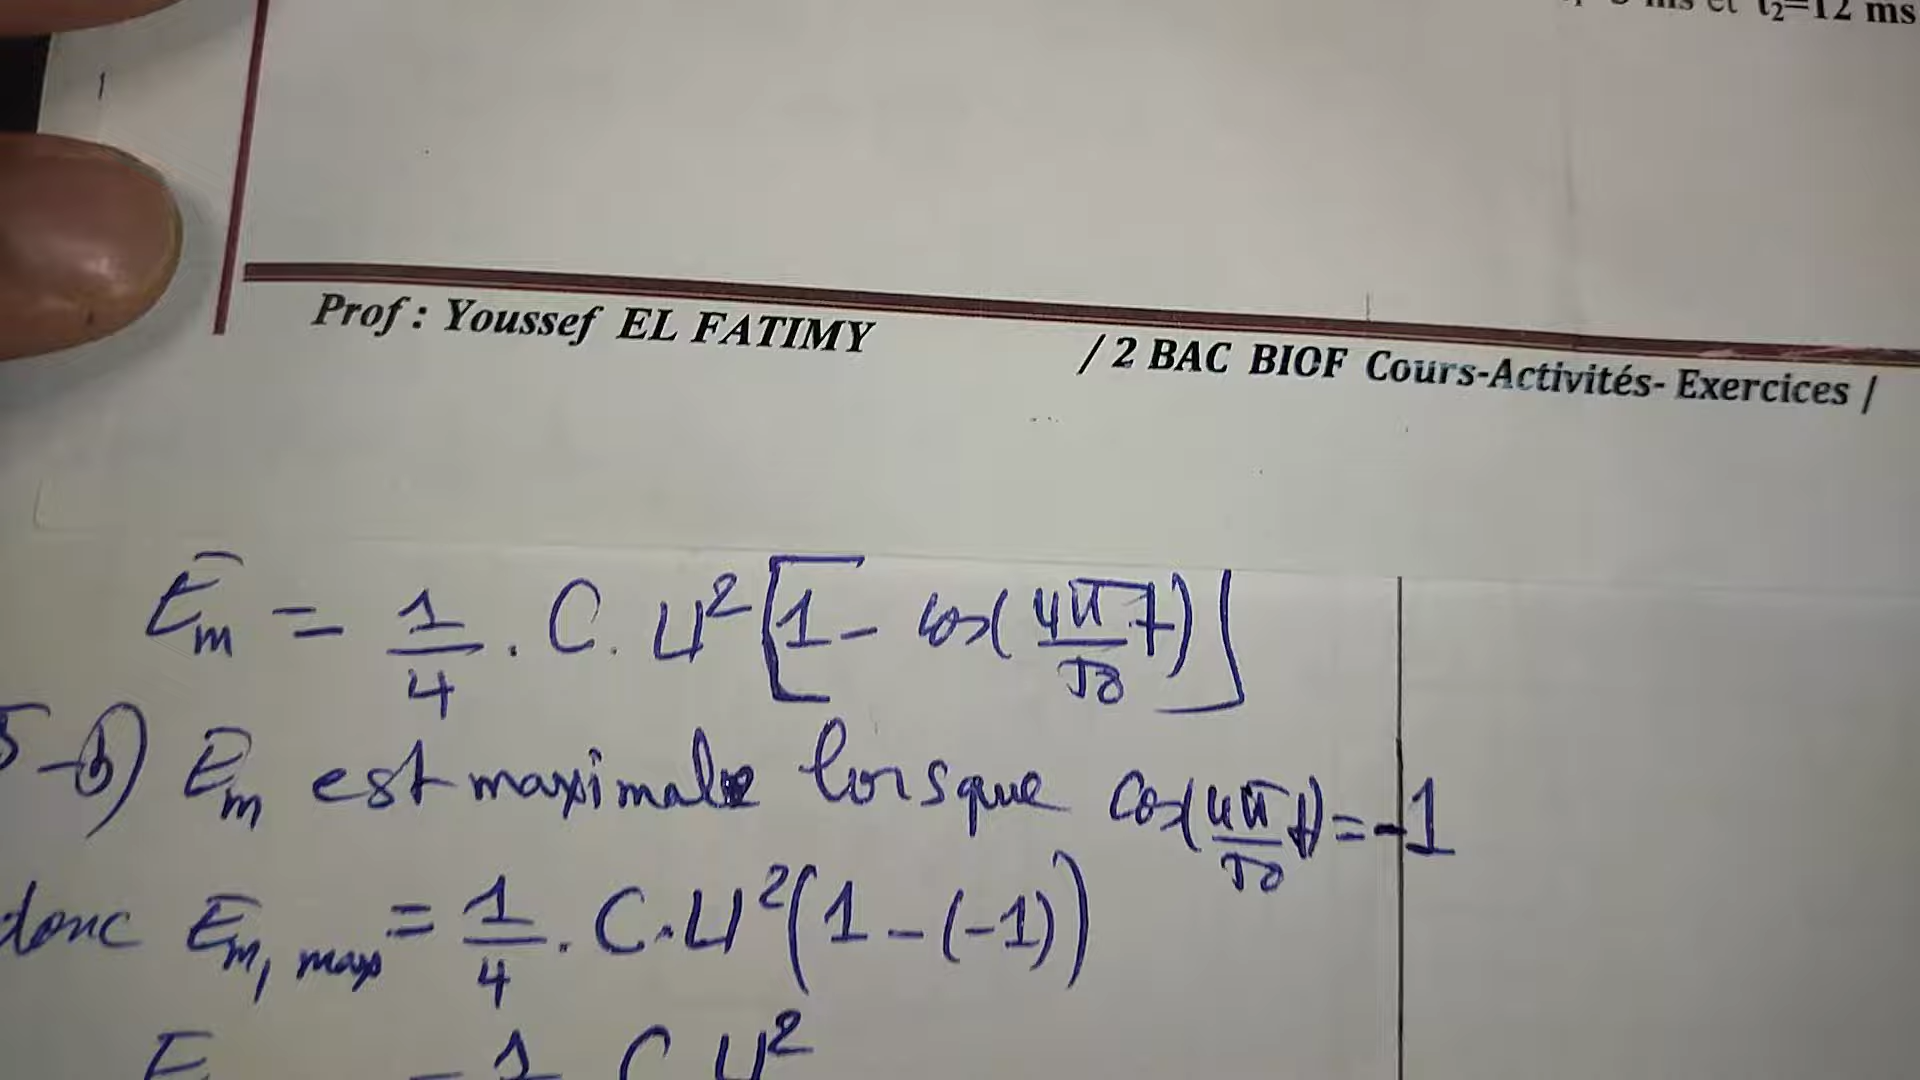 ms et t₂=12 ms
Prof : Youssef EL FATIMY / 2 BAC BIOF Cours-Activités- Exercices /
Em = 1/4 . C. U² [1 - cos(4π/T0 t)]
5-b) Em est maximale lorsque cos(4π/T0 t) = -1
donc Em, max = 1/4 . C.U² (1 - (-1))